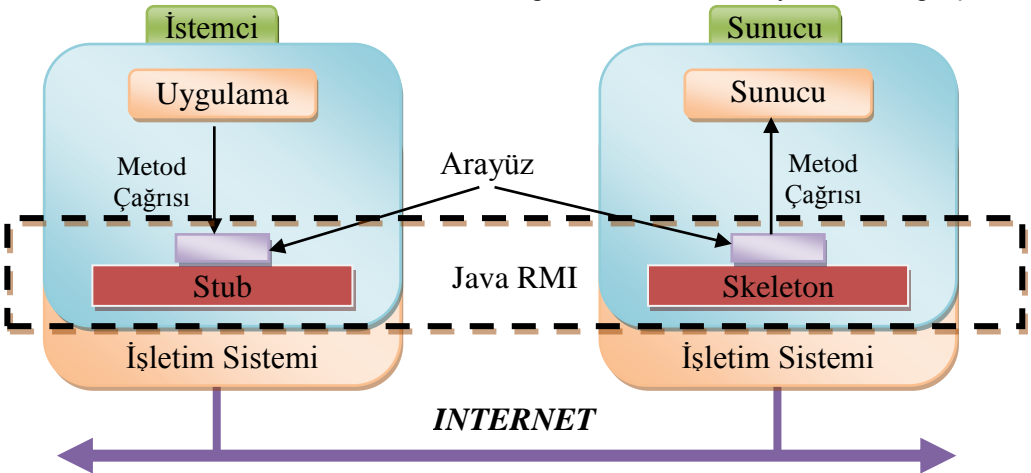 İstemci
Sunucu
Uygulama
Sunucu
Metod
Çağrısı
Arayüz
Metod
Çağrısı
Stub
Java RMI
Skeleton
İşletim Sistemi
İşletim Sistemi
INTERNET